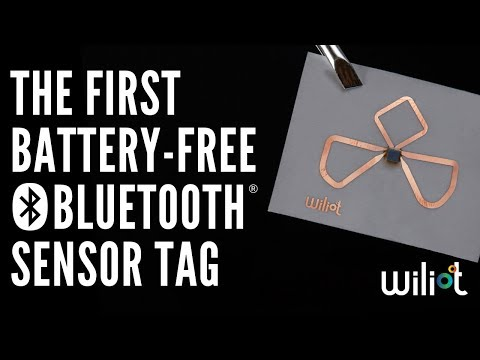 THE FIRST
BATTERY-FREE
BLUETOOTH®
SENSOR TAG
wiliot
wiliot